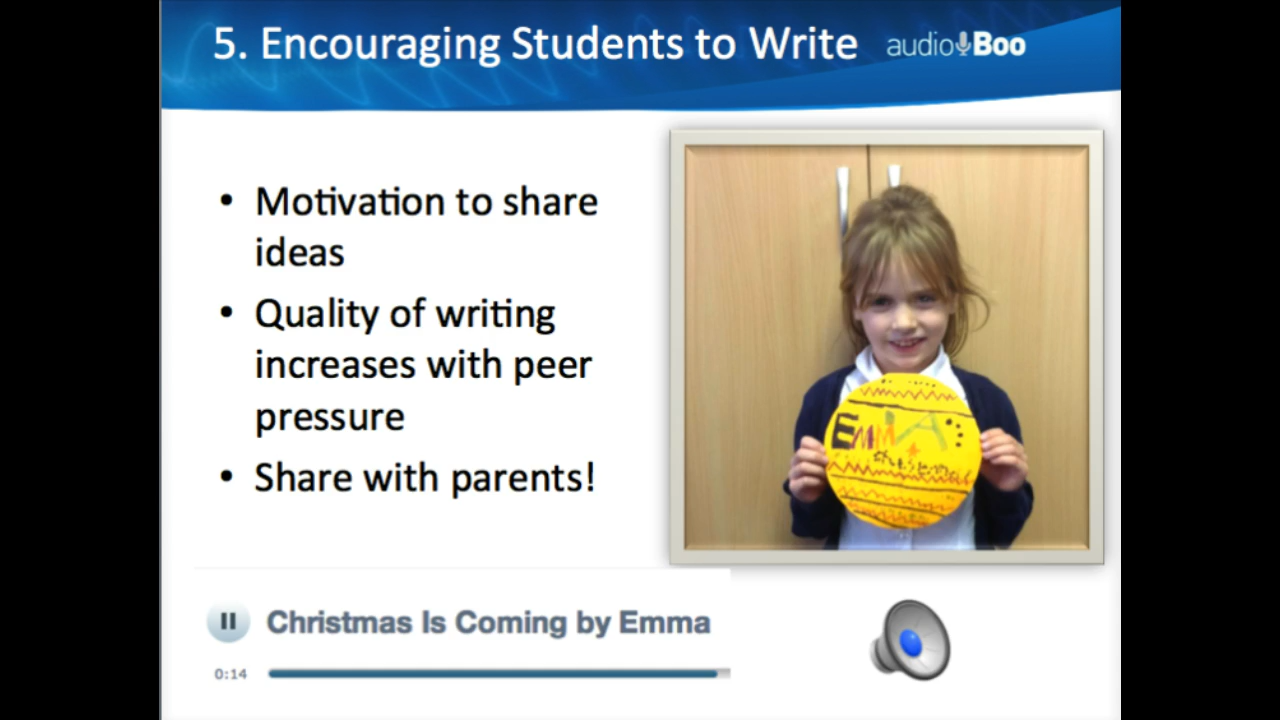 5. Encouraging Students to Write
audioBoo
• Motivation to share
ideas
• Quality of writing
increases with peer
pressure
• Share with parents!
EMMA
Christmas Is Coming by Emma
0:14